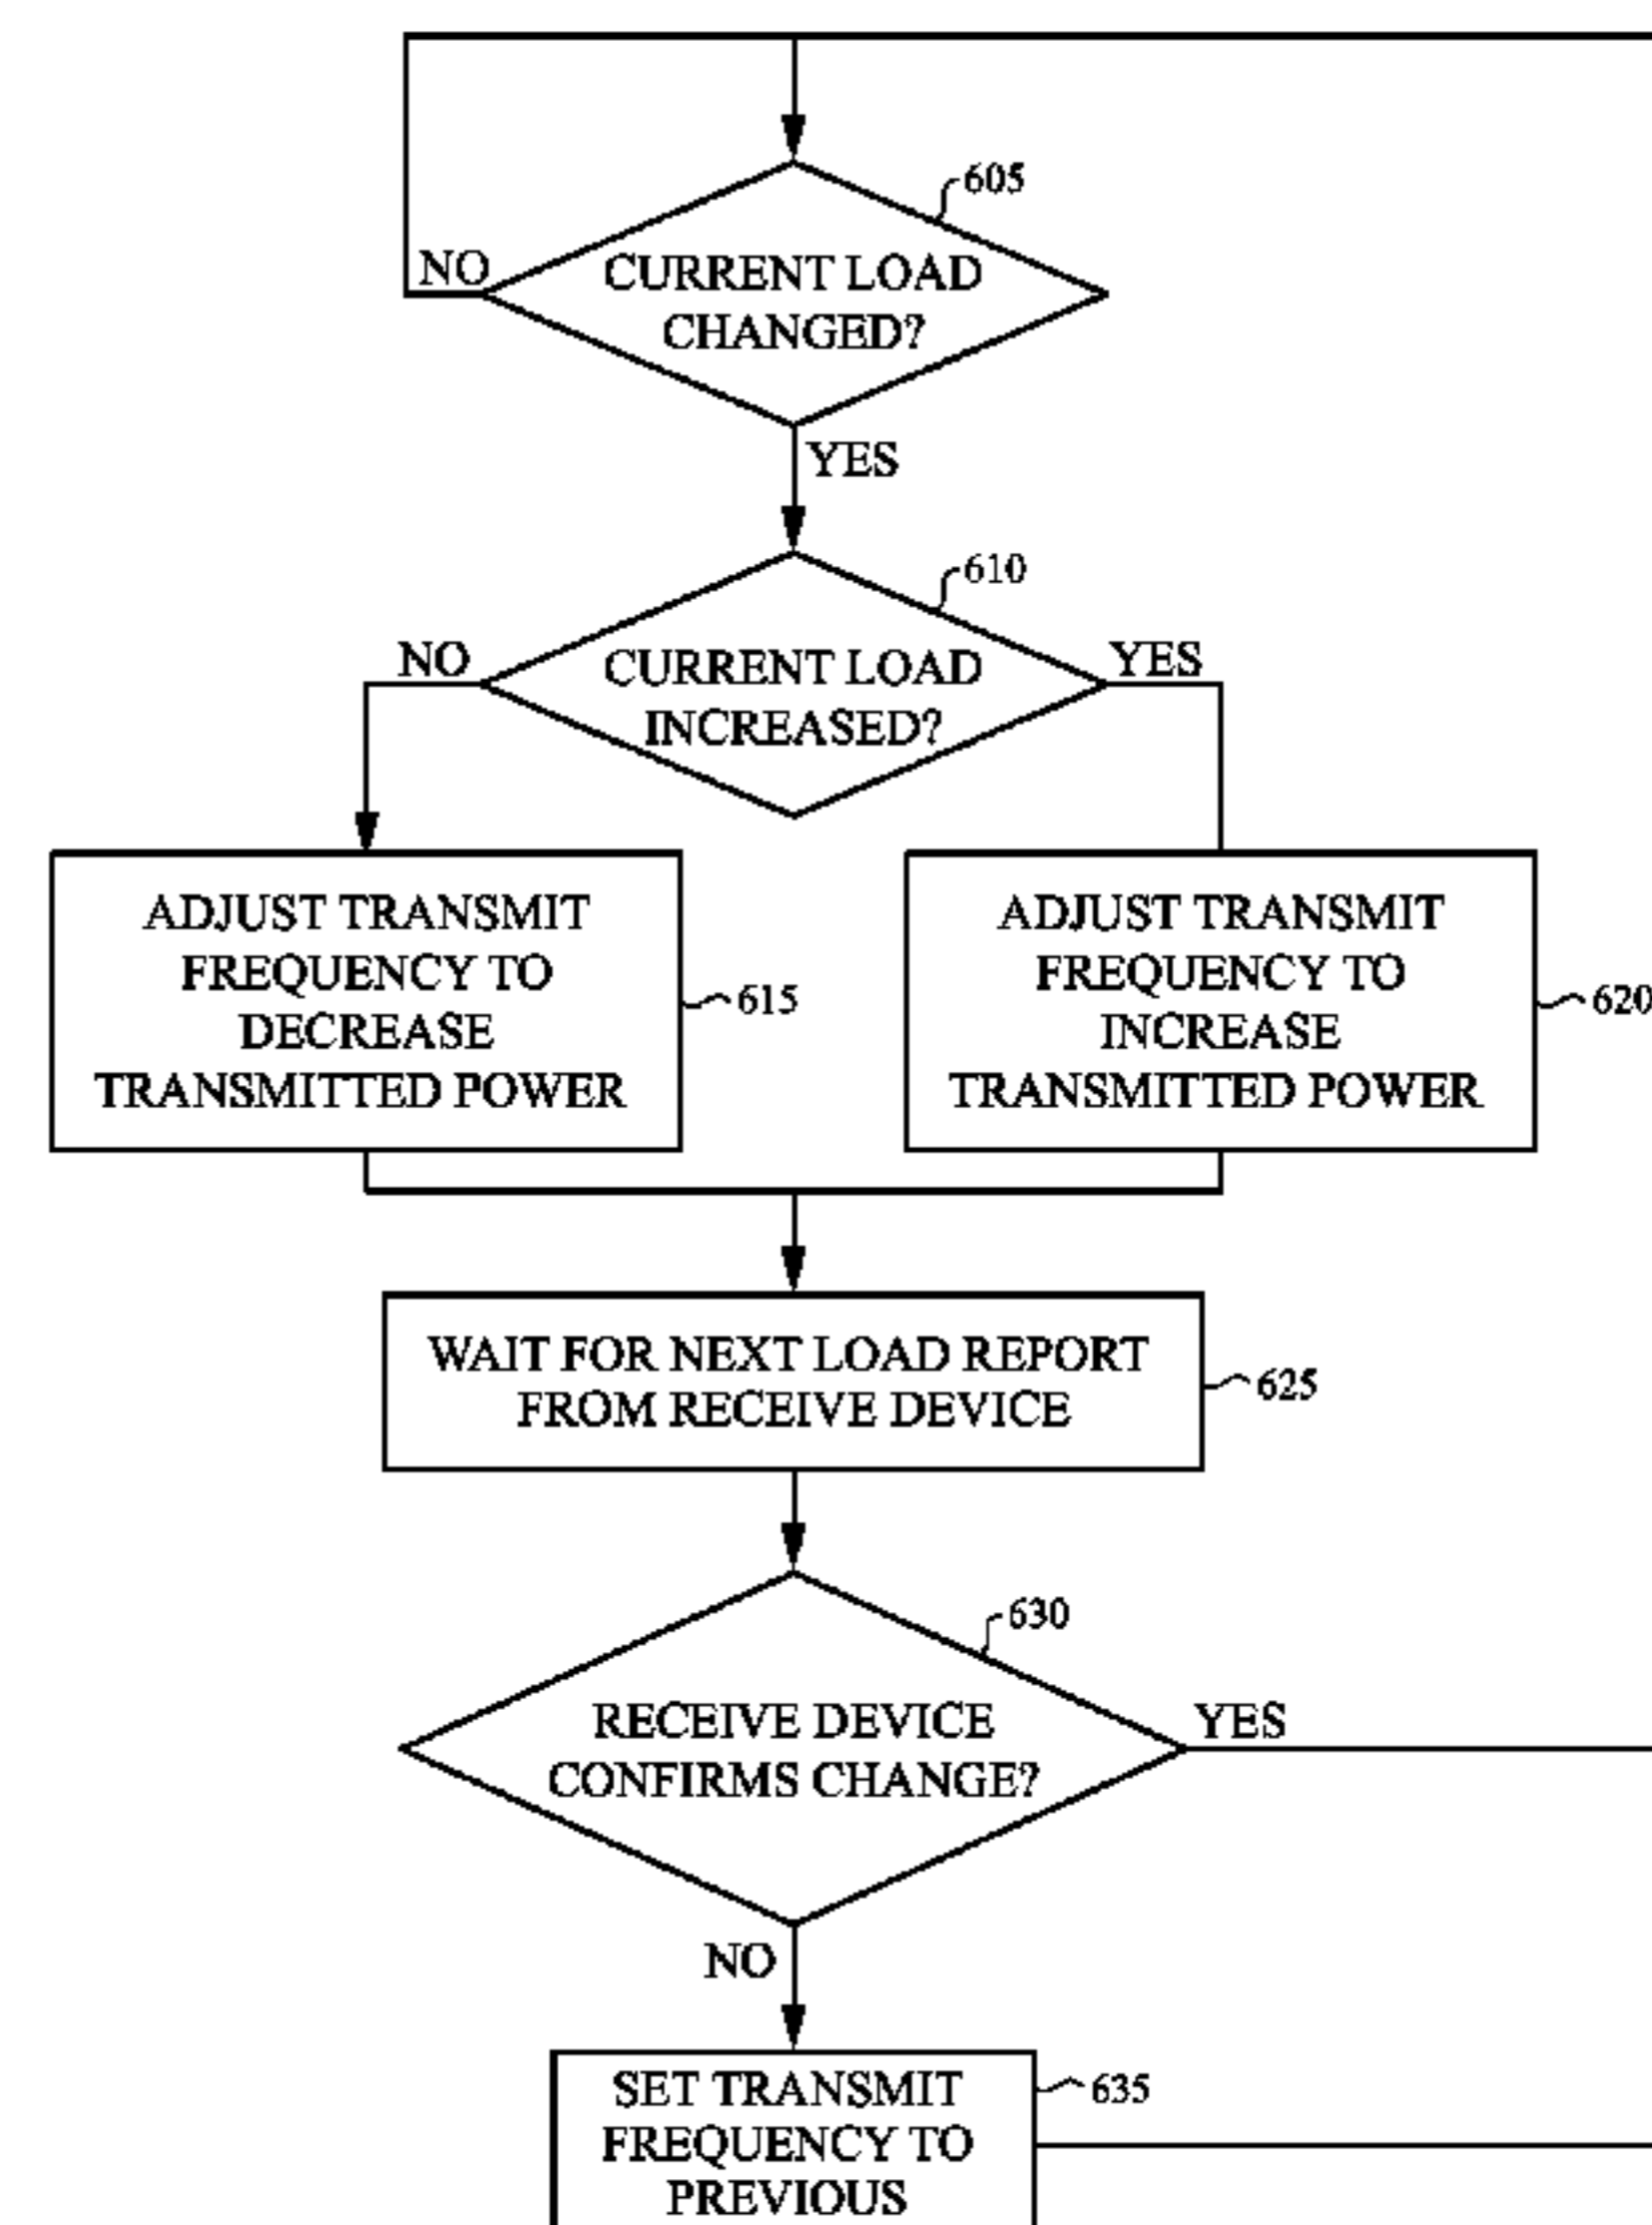 605
NO
CURRENT LOAD
CHANGED?
YES
610
NO
CURRENT LOAD
INCREASED?
YES
ADJUST TRANSMIT
FREQUENCY TO
DECREASE
TRANSMITTED POWER
615
ADJUST TRANSMIT
FREQUENCY TO
INCREASE
TRANSMITTED POWER
620
WAIT FOR NEXT LOAD REPORT
FROM RECEIVE DEVICE
625
630
RECEIVE DEVICE
CONFIRMS CHANGE?
YES
NO
SET TRANSMIT
FREQUENCY TO
PREVIOUS
635